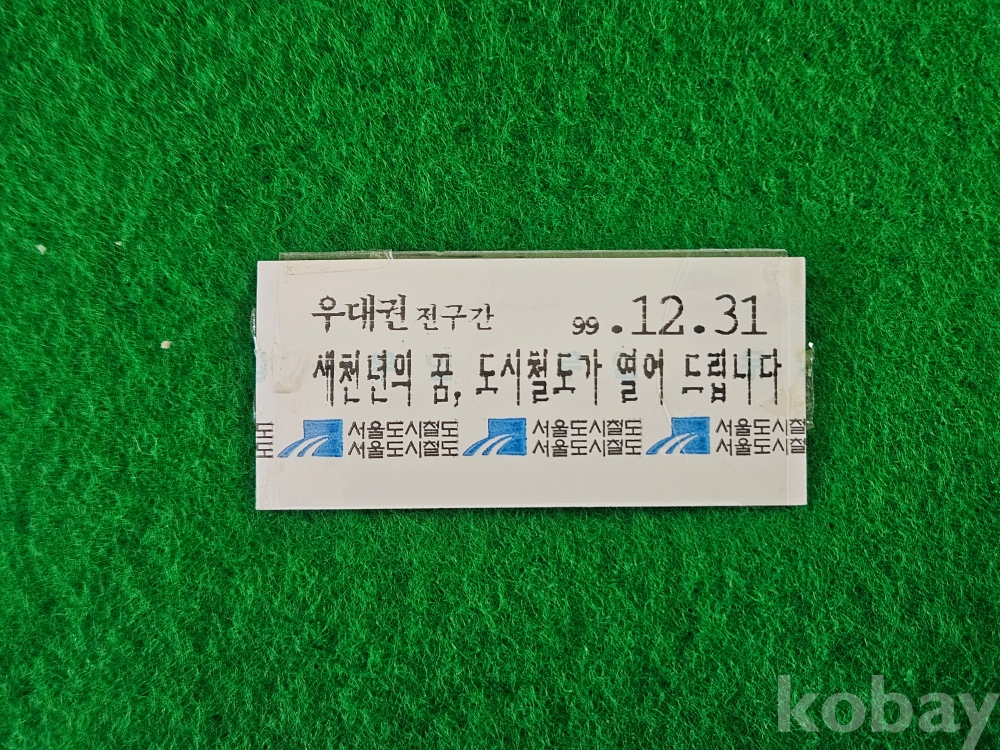 우대권 전구간 99 .12.31
새천년의 꿈, 도시철도가 열어 드립니다
서울도시철도 서울도시철도 서울도시철
서울도시철도 서울도시철도 서울도시철
kobay